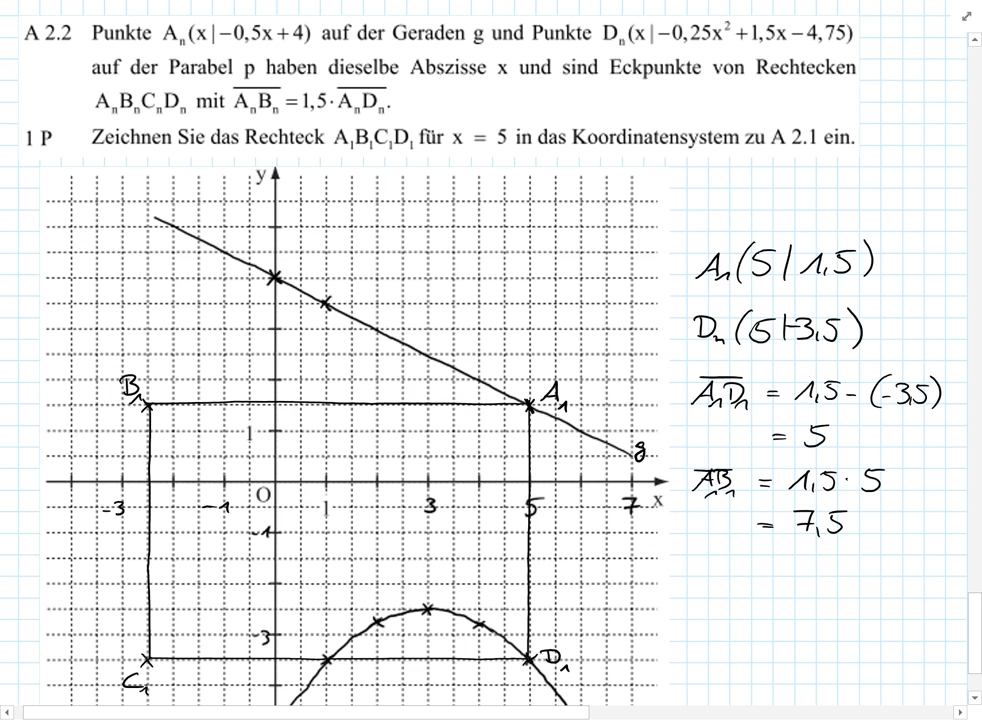 A 2.2 Punkte Aₙ(x|−0,5x+4) auf der Geraden g und Punkte Dₙ(x|−0,25x²+1,5x−4,75)
auf der Parabel p haben dieselbe Abszisse x und sind Eckpunkte von Rechtecken
AₙBₙCₙDₙ mit A̅ₙB̅ₙ = 1,5·A̅ₙD̅ₙ.
1 P Zeichnen Sie das Rechteck A₁B₁C₁D₁ für x = 5 in das Koordinatensystem zu A 2.1 ein.
y
A₁(5|1,5)
D₁(5|-3,5)
B₁
A₁
A̅₁D̅₁ = 1,5 - (-3,5)
1
= 5
g
A̅₁B̅₁ = 1,5 · 5
O
-3 -1 1 3 5 7 x
= 7,5
-1
-3
D₁
C₁